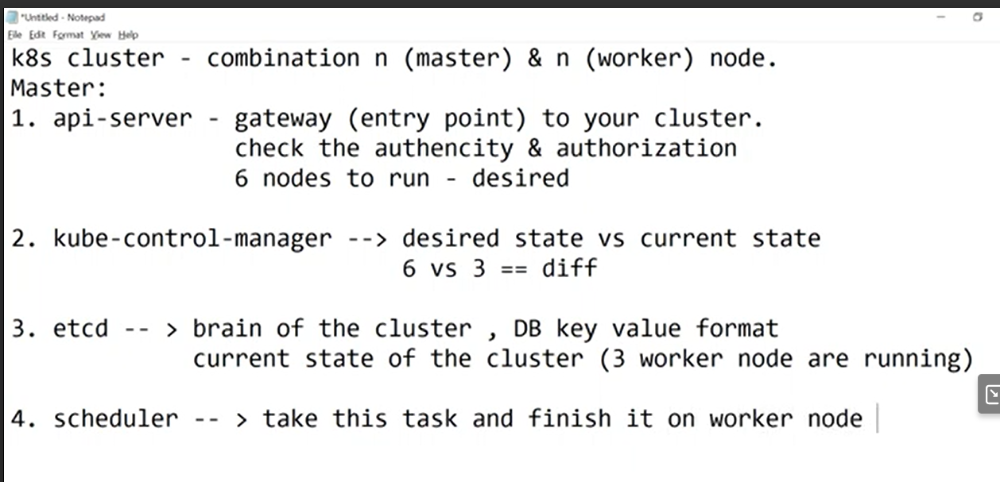 *Untitled - Notepad
File Edit Format View Help
k8s cluster - combination n (master) & n (worker) node.
Master:
1. api-server - gateway (entry point) to your cluster.
check the authencity & authorization
6 nodes to run - desired
2. kube-control-manager --> desired state vs current state
6 vs 3 == diff
3. etcd -- > brain of the cluster , DB key value format
current state of the cluster (3 worker node are running)
4. scheduler -- > take this task and finish it on worker node